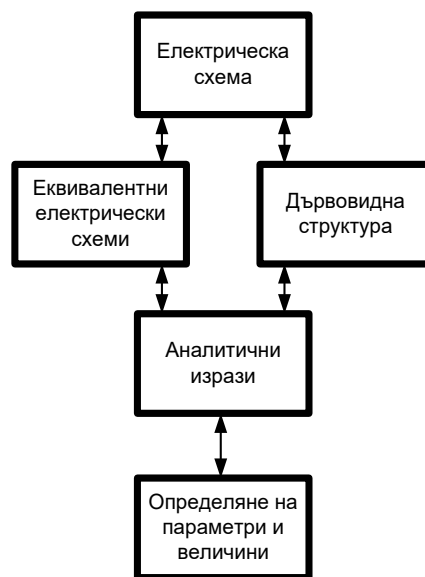 Електрическа
схема
Еквивалентни
електрически
схеми
Дървовидна
структура
Аналитични
изрази
Определяне на
параметри и
величини